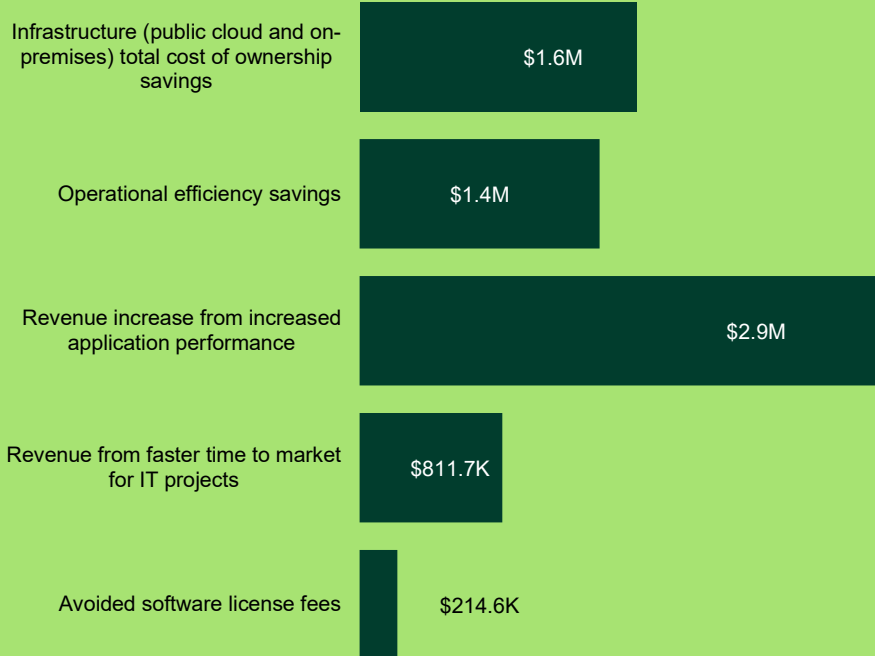 Infrastructure (public cloud and on-
premises) total cost of ownership
savings
$1.6M
Operational efficiency savings
$1.4M
Revenue increase from increased
application performance
$2.9M
Revenue from faster time to market
for IT projects
$811.7K
Avoided software license fees
$214.6K